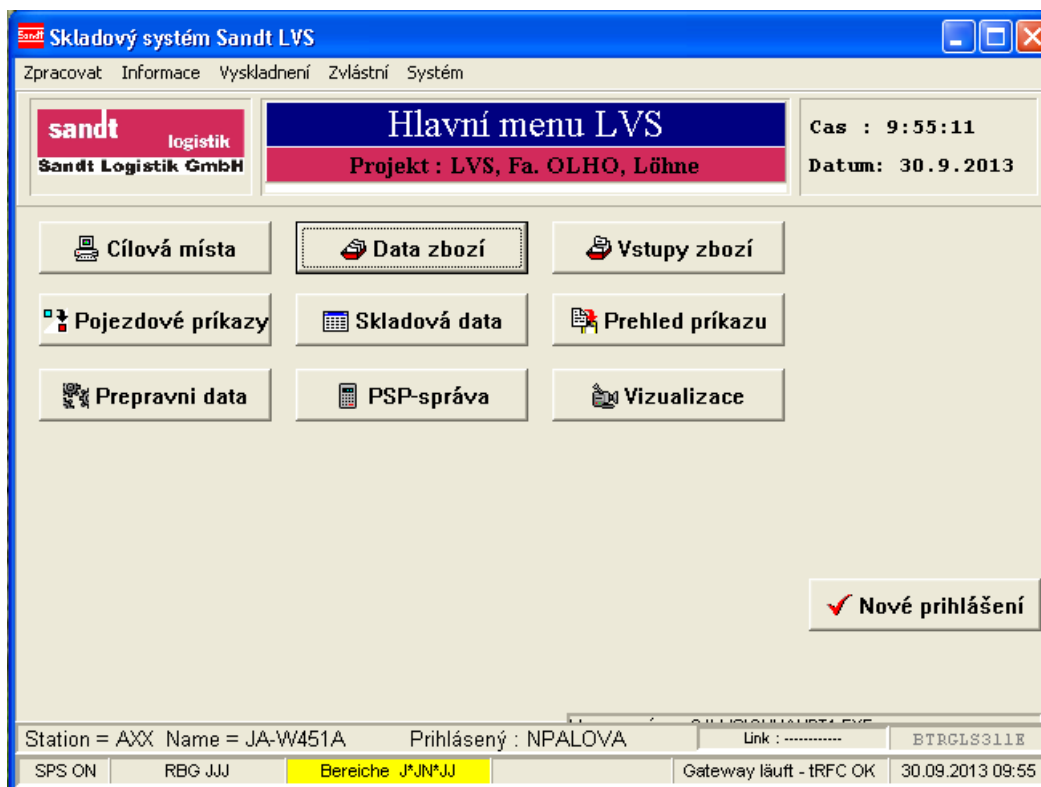 Skladový systém Sandt LVS
Zpracovat Informace Vyskladnení Zvlástní Systém
sandt logistik
Sandt Logistik GmbH
Hlavní menu LVS
Projekt : LVS, Fa. OLHO, Löhne
Cas : 9:55:11
Datum: 30.9.2013
Cílová místa Data zbozí Vstupy zbozí
Pojezdové príkazy Skladová data Prehled príkazu
Prepravni data PSP-správa Vizualizace
Nové prihlášení
Station = AXX Name = JA-W451A Prihlásený : NPALOVA Link : ----------- BTRGLS311E
SPS ON RBG JJJ Bereiche J*JN*JJ Gateway läuft - tRFC OK 30.09.2013 09:55